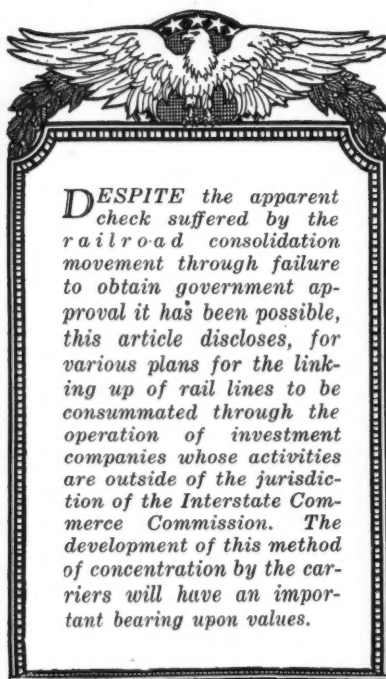 DESPITE the apparent
check suffered by the
railroad consolidation
movement through failure
to obtain government ap-
proval it has been possible,
this article discloses, for
various plans for the link-
ing up of rail lines to be
consummated through the
operation of investment
companies whose activities
are outside of the jurisdic-
tion of the Interstate Com-
merce Commission. The
development of this method
of concentration by the car-
riers will have an impor-
tant bearing upon values.